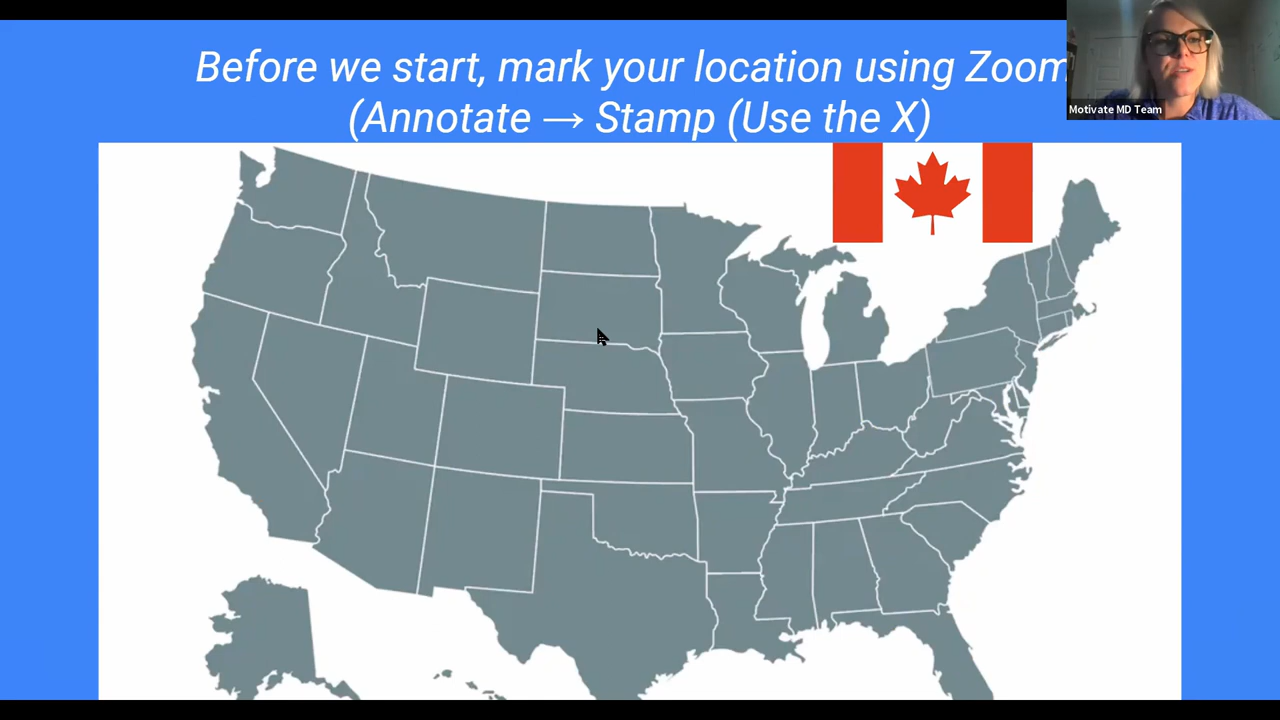 Before we start, mark your location using Zoom
(Annotate → Stamp (Use the X)
Motivate MD Team